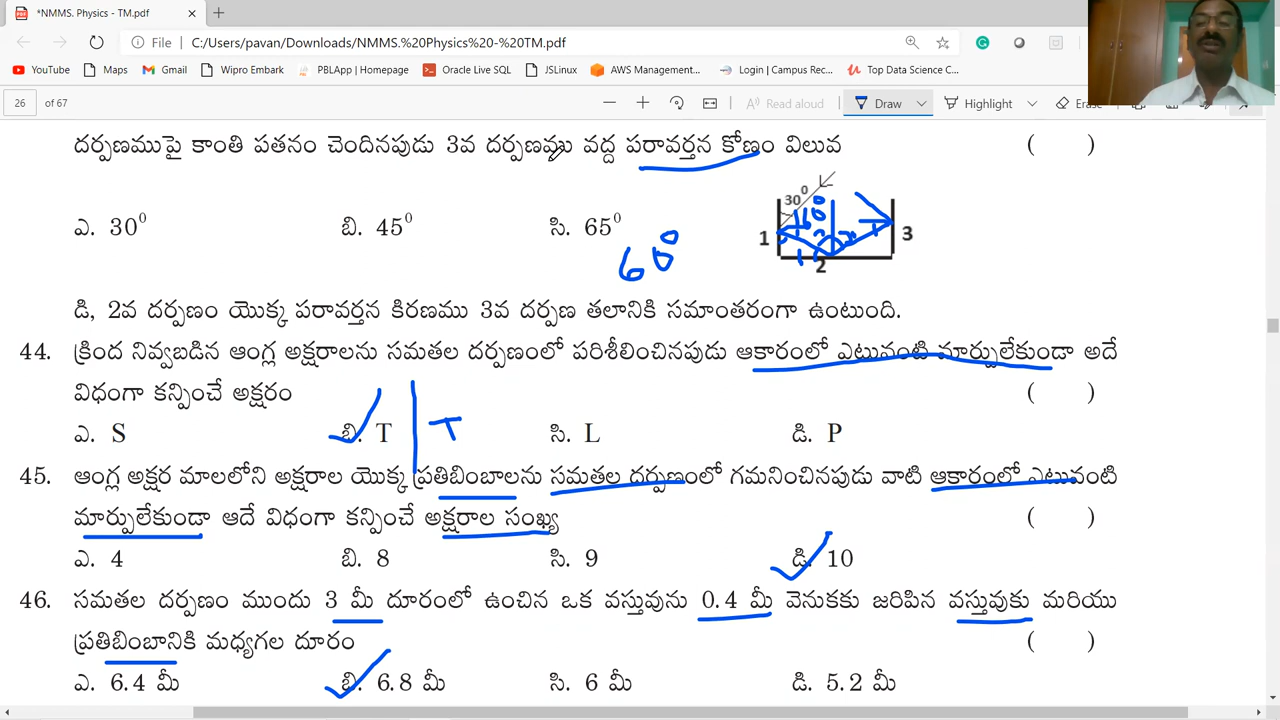 *NMMS. Physics - TM.pdf
File C:/Users/pavan/Downloads/NMMS.%20Physics%20-%20TM.pdf
YouTube Maps Gmail Wipro Embark PBLApp | Homepage Oracle Live SQL JSLinux AWS Management... Login | Campus Rec... Top Data Science C...
26 of 67 Read aloud Draw Highlight Erase
దర్పణముపై కాంతి పతనం చెందినపుడు 3వ దర్పణము వద్ద పరావర్తన కోణం విలువ ( )
ఎ. 30⁰ బి. 45⁰ సి. 65⁰
30⁰
60⁰
1 2 3
డి, 2వ దర్పణం యొక్క పరావర్తన కిరణము 3వ దర్పణ తలానికి సమాంతరంగా ఉంటుంది.
44. క్రింద నివ్వబడిన ఆంగ్ల అక్షరాలను సమతల దర్పణంలో పరిశీలించినపుడు ఆకారంలో ఎటువంటి మార్పులేకుండా అదే
విధంగా కన్పించే అక్షరం ( )
ఎ. S బి. T సి. L డి. P
T
45. ఆంగ్ల అక్షర మాలలోని అక్షరాల యొక్క ప్రతిబింబాలను సమతల దర్పణంలో గమనించినపుడు వాటి ఆకారంలో ఎటువంటి
మార్పులేకుండా ఆదే విధంగా కన్పించే అక్షరాల సంఖ్య ( )
ఎ. 4 బి. 8 సి. 9 డి. 10
46. సమతల దర్పణం ముందు 3 మీ దూరంలో ఉంచిన ఒక వస్తువును 0.4 మీ వెనుకకు జరిపిన వస్తువుకు మరియు
ప్రతిబింబానికి మధ్యగల దూరం ( )
ఎ. 6.4 మీ బి. 6.8 మీ సి. 6 మీ డి. 5.2 మీ